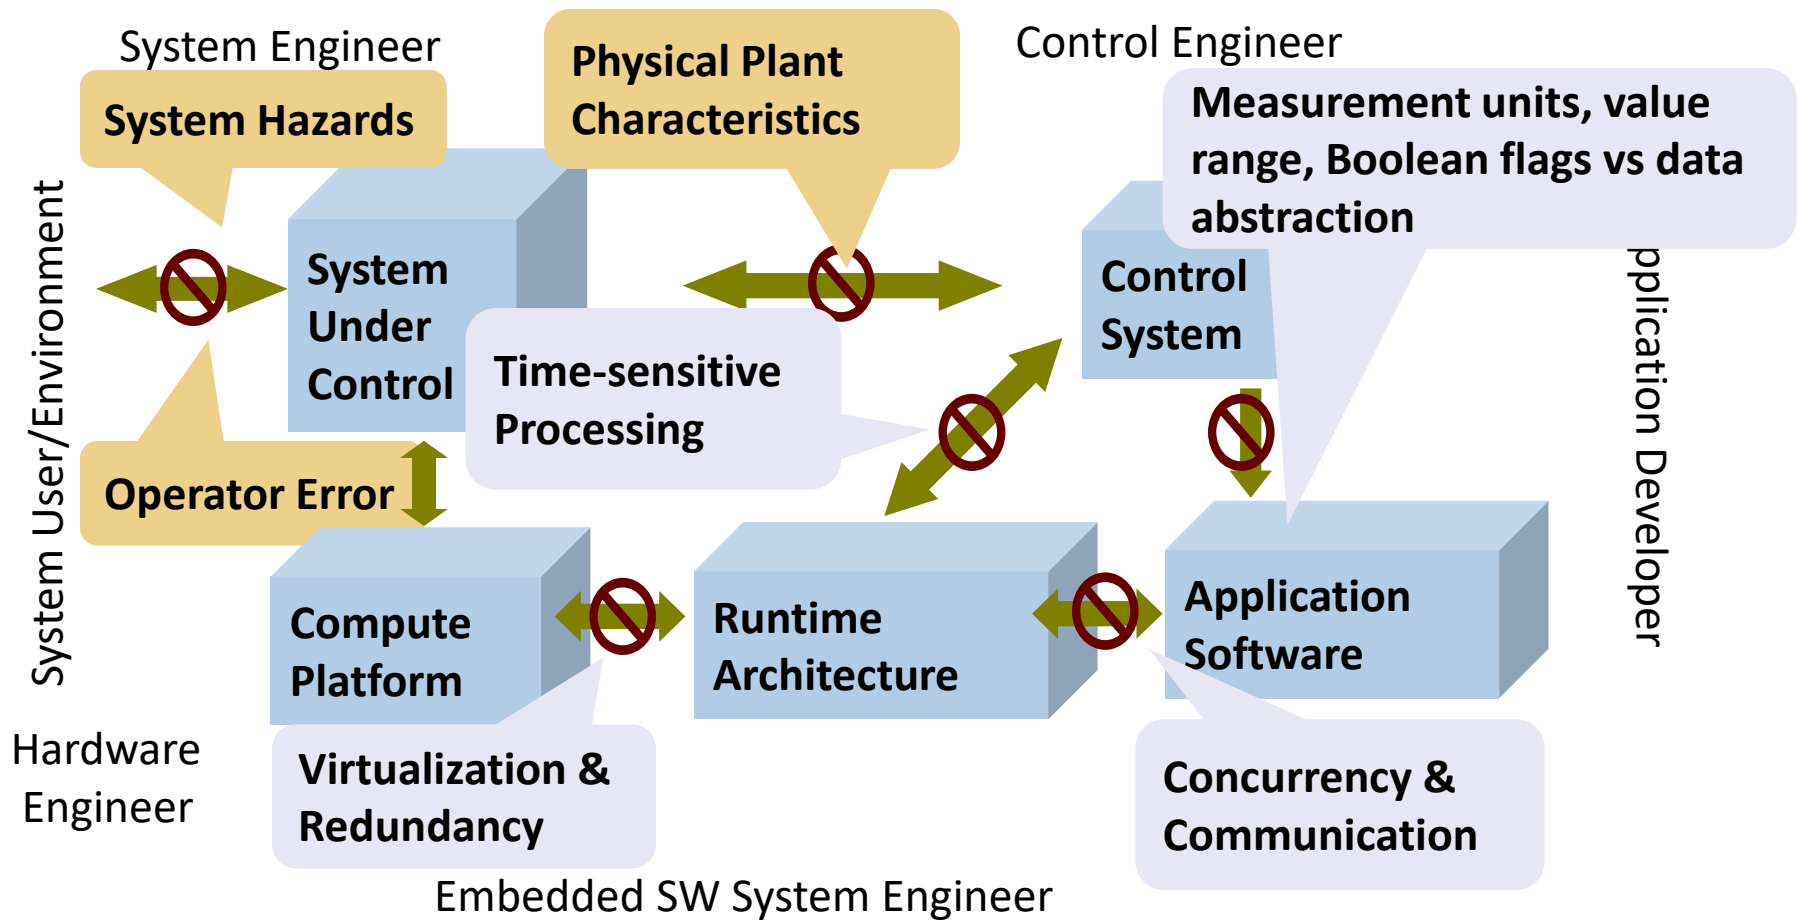 System Engineer
Control Engineer
Physical Plant
Characteristics
System Hazards
Measurement units, value
range, Boolean flags vs data
abstraction
System User/Environment
System
Under
Control
Control
System
Time-sensitive
Processing
pplication Developer
Operator Error
Compute
Platform
Runtime
Architecture
Application
Software
Hardware
Engineer
Virtualization &
Redundancy
Concurrency &
Communication
Embedded SW System Engineer